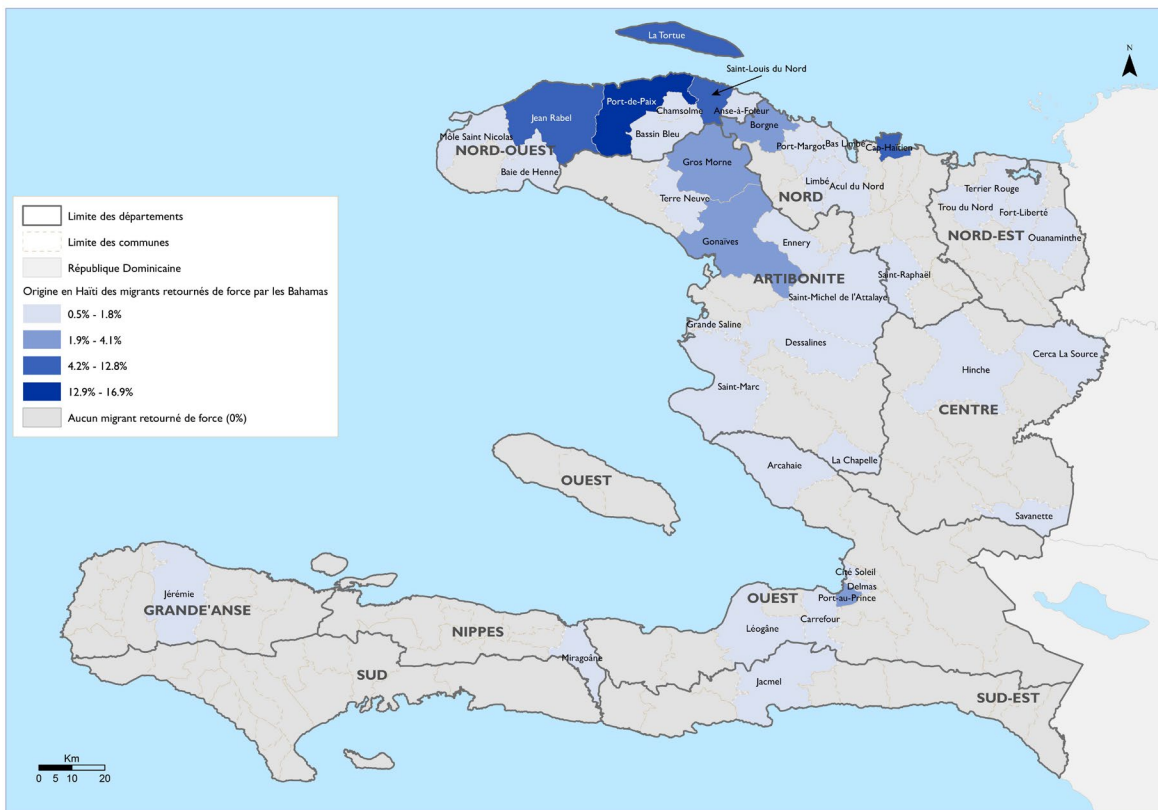 La Tortue
N
Saint-Louis du Nord
Port-de-Paix
Chamsolme
Anse-à-Foleur
Jean Rabel
Borgne
Môle Saint Nicolas
Bassin Bleu
Port-Margot
Bas Limbé
Cap-Haïtien
NORD-OUEST
Gros Morne
Baie de Henne
Limbé
Acul du Nord
Terrier Rouge
NORD
Terre Neuve
Trou du Nord
Fort-Liberté
NORD-EST
Ouanaminthe
Gonaïves
Ennery
ARTIBONITE
Saint-Raphaël
Saint-Michel de l'Attalaye
Grande Saline
Dessalines
Cerca La Source
Hinche
Saint-Marc
CENTRE
La Chapelle
Arcahaie
OUEST
Savanette
Limite des départements
Limite des communes
République Dominicaine
Origine en Haïti des migrants retournés de force par les Bahamas
0.5% - 1.8%
1.9% - 4.1%
4.2% - 12.8%
12.9% - 16.9%
Aucun migrant retourné de force (0%)
Cité Soleil
Delmas
Jérémie
OUEST
Port-au-Prince
GRANDE'ANSE
Carrefour
Léogâne
NIPPES
Miragoâne
SUD
Jacmel
SUD-EST
Km
0 5 10 20